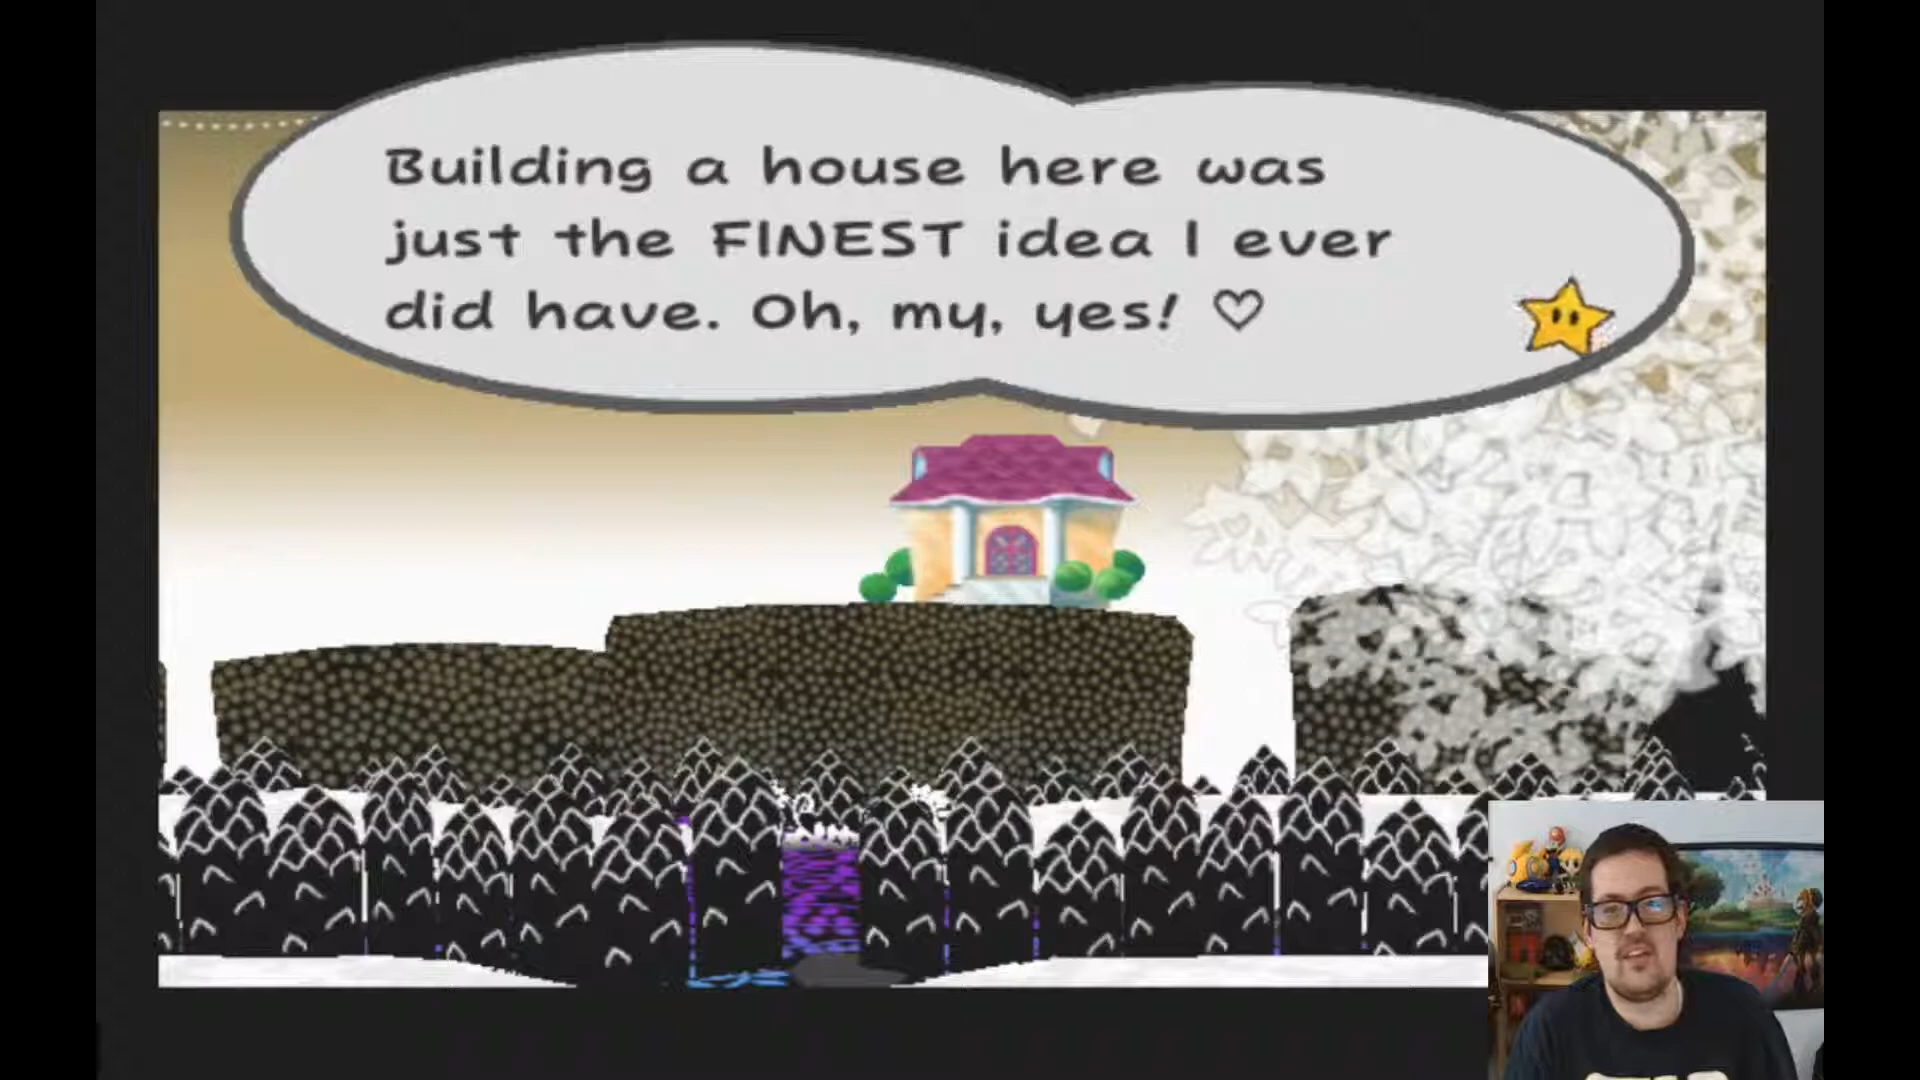 Building a house here was
just the FINEST idea I ever
did have. Oh, my, yes! ♡